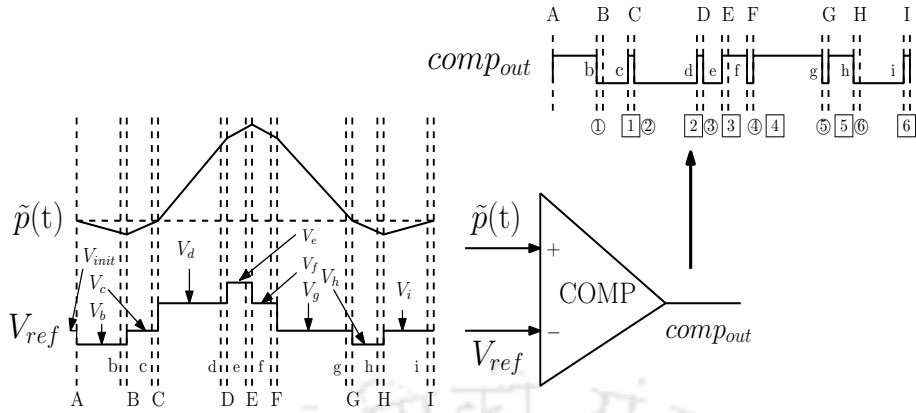 A B C D E F G H I
comp_out
b c d e f g h i
① 1 ② 2 ③ 3 ④ 4 ⑤ 5 ⑥ 6
p̃(t)
V_init
V_c
V_b
V_d
V_e
V_f
V_h
V_g
V_i
V_ref
b c d e f g h i
A B C D E F G H I
p̃(t)
+
COMP
−
V_ref
comp_out